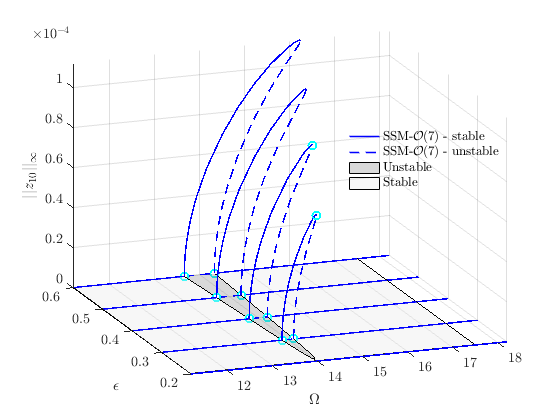 ×10⁻⁴
1
0.8
0.6
0.4
0.2
0
||z₁₀||∞
SSM-O(7) - stable
SSM-O(7) - unstable
Unstable
Stable
0.6
0.5
0.4
0.3
0.2
ϵ
12
13
14
15
16
17
18
Ω